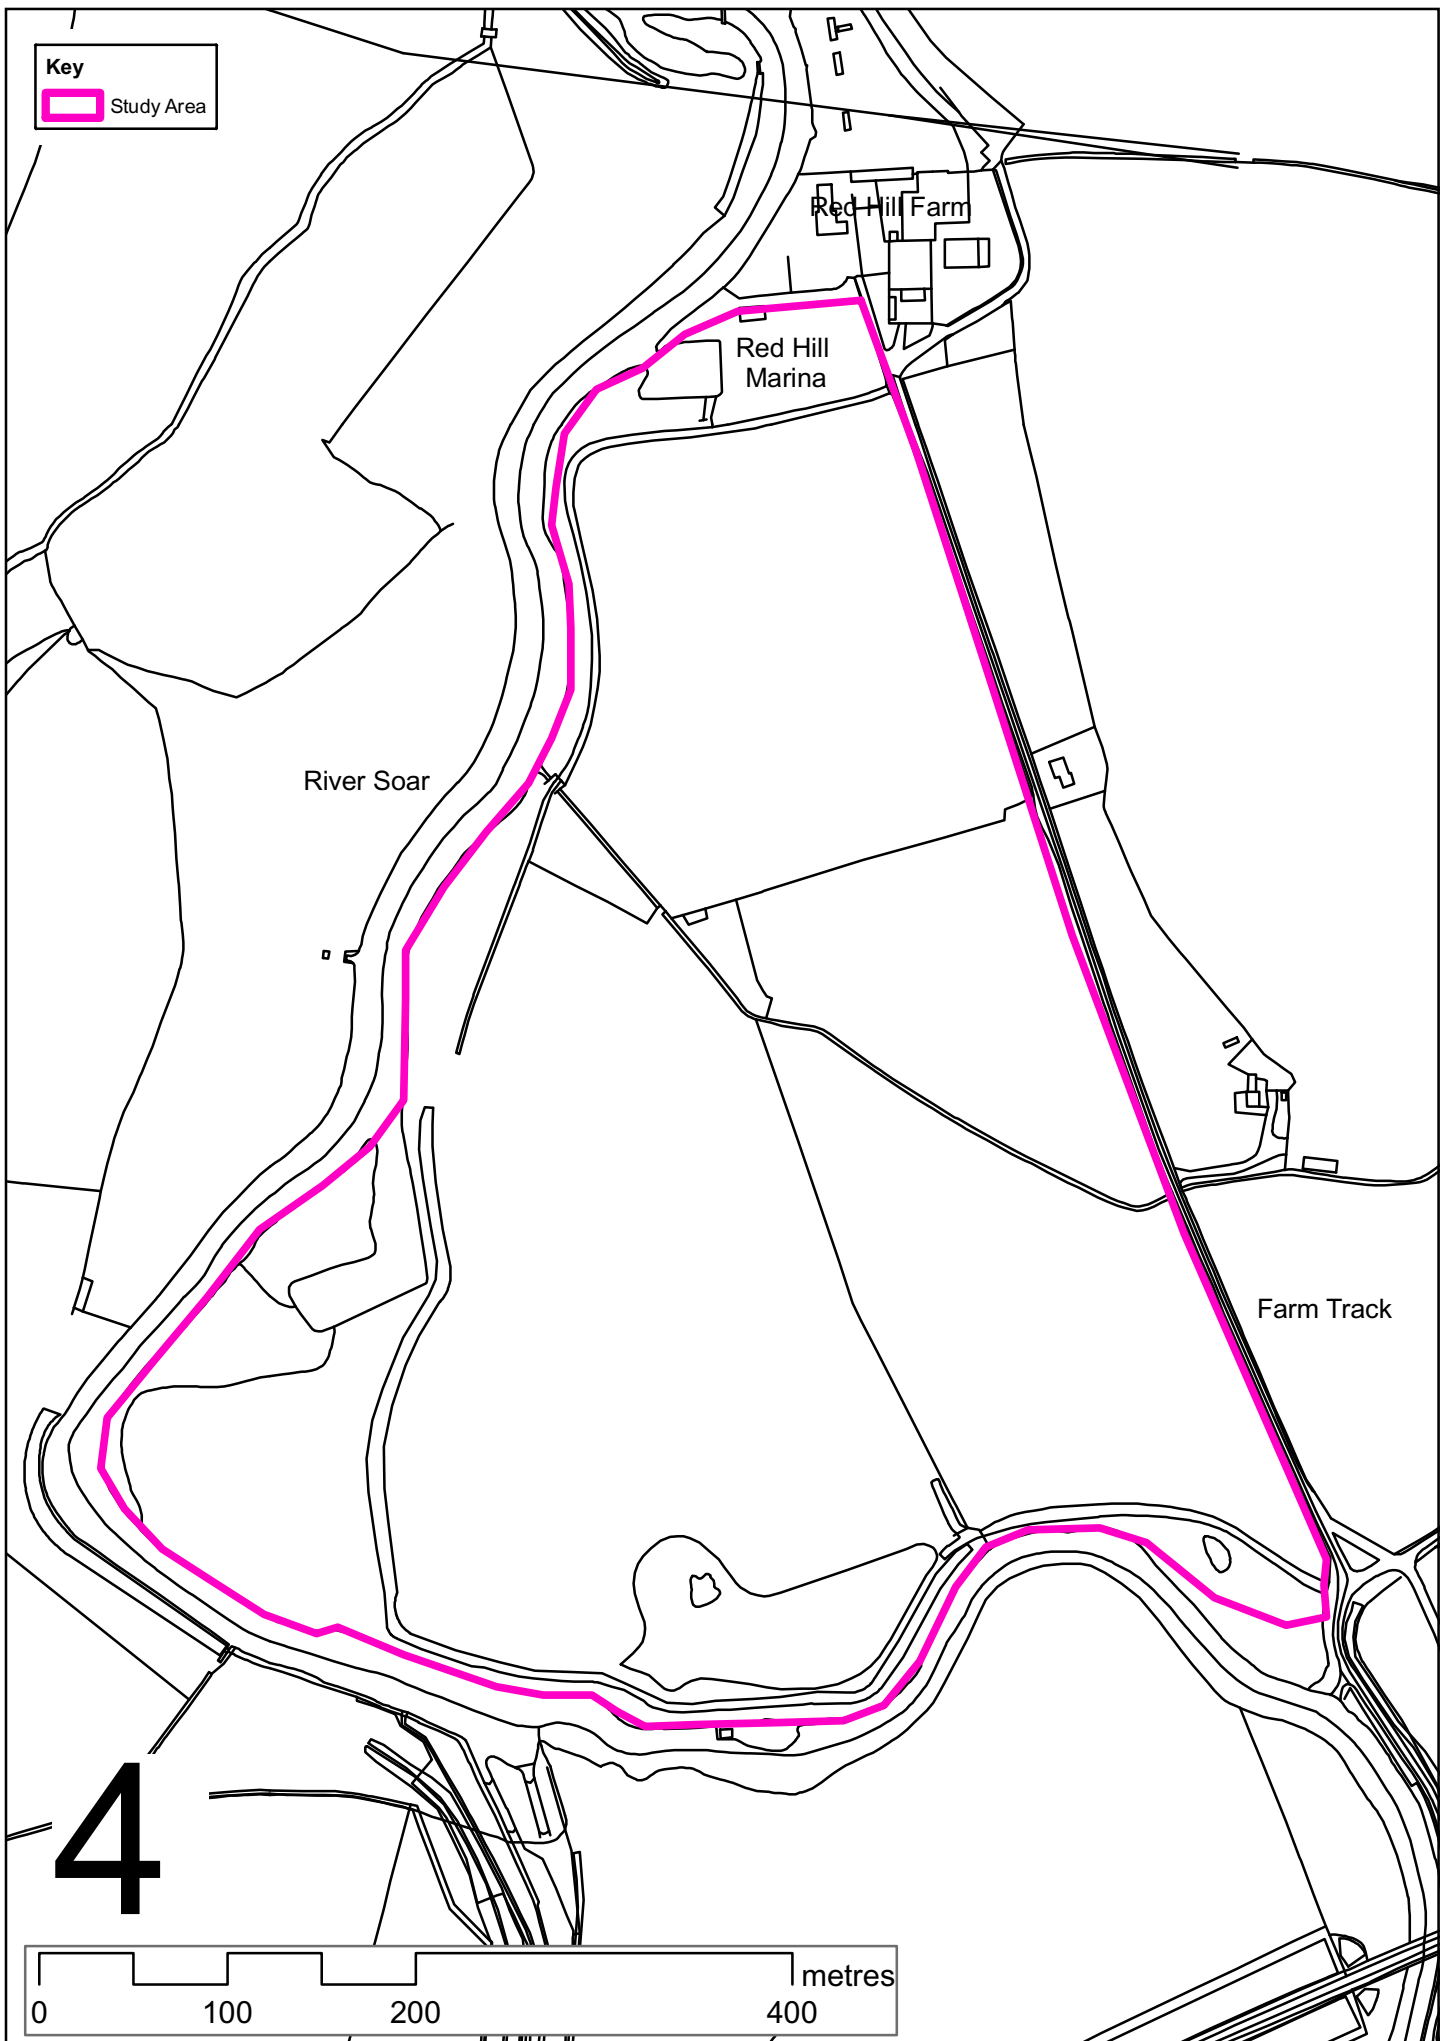 Key
Study Area
Red Hill Farm
Red Hill
Marina
River Soar
Farm Track
4
metres
0 100 200 400